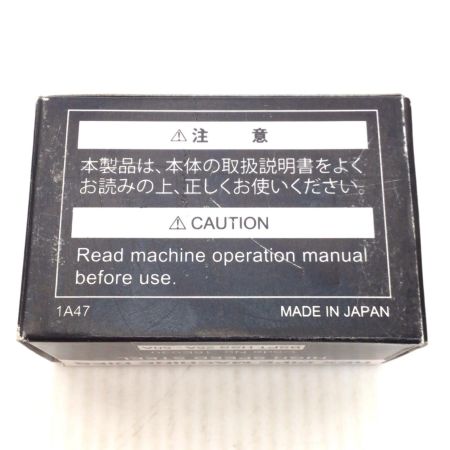 ⚠注 意
本製品は、本体の取扱説明書をよく
お読みの上、正しくお使いください。
⚠ CAUTION
Read machine operation manual
before use.
1A47 MADE IN JAPAN